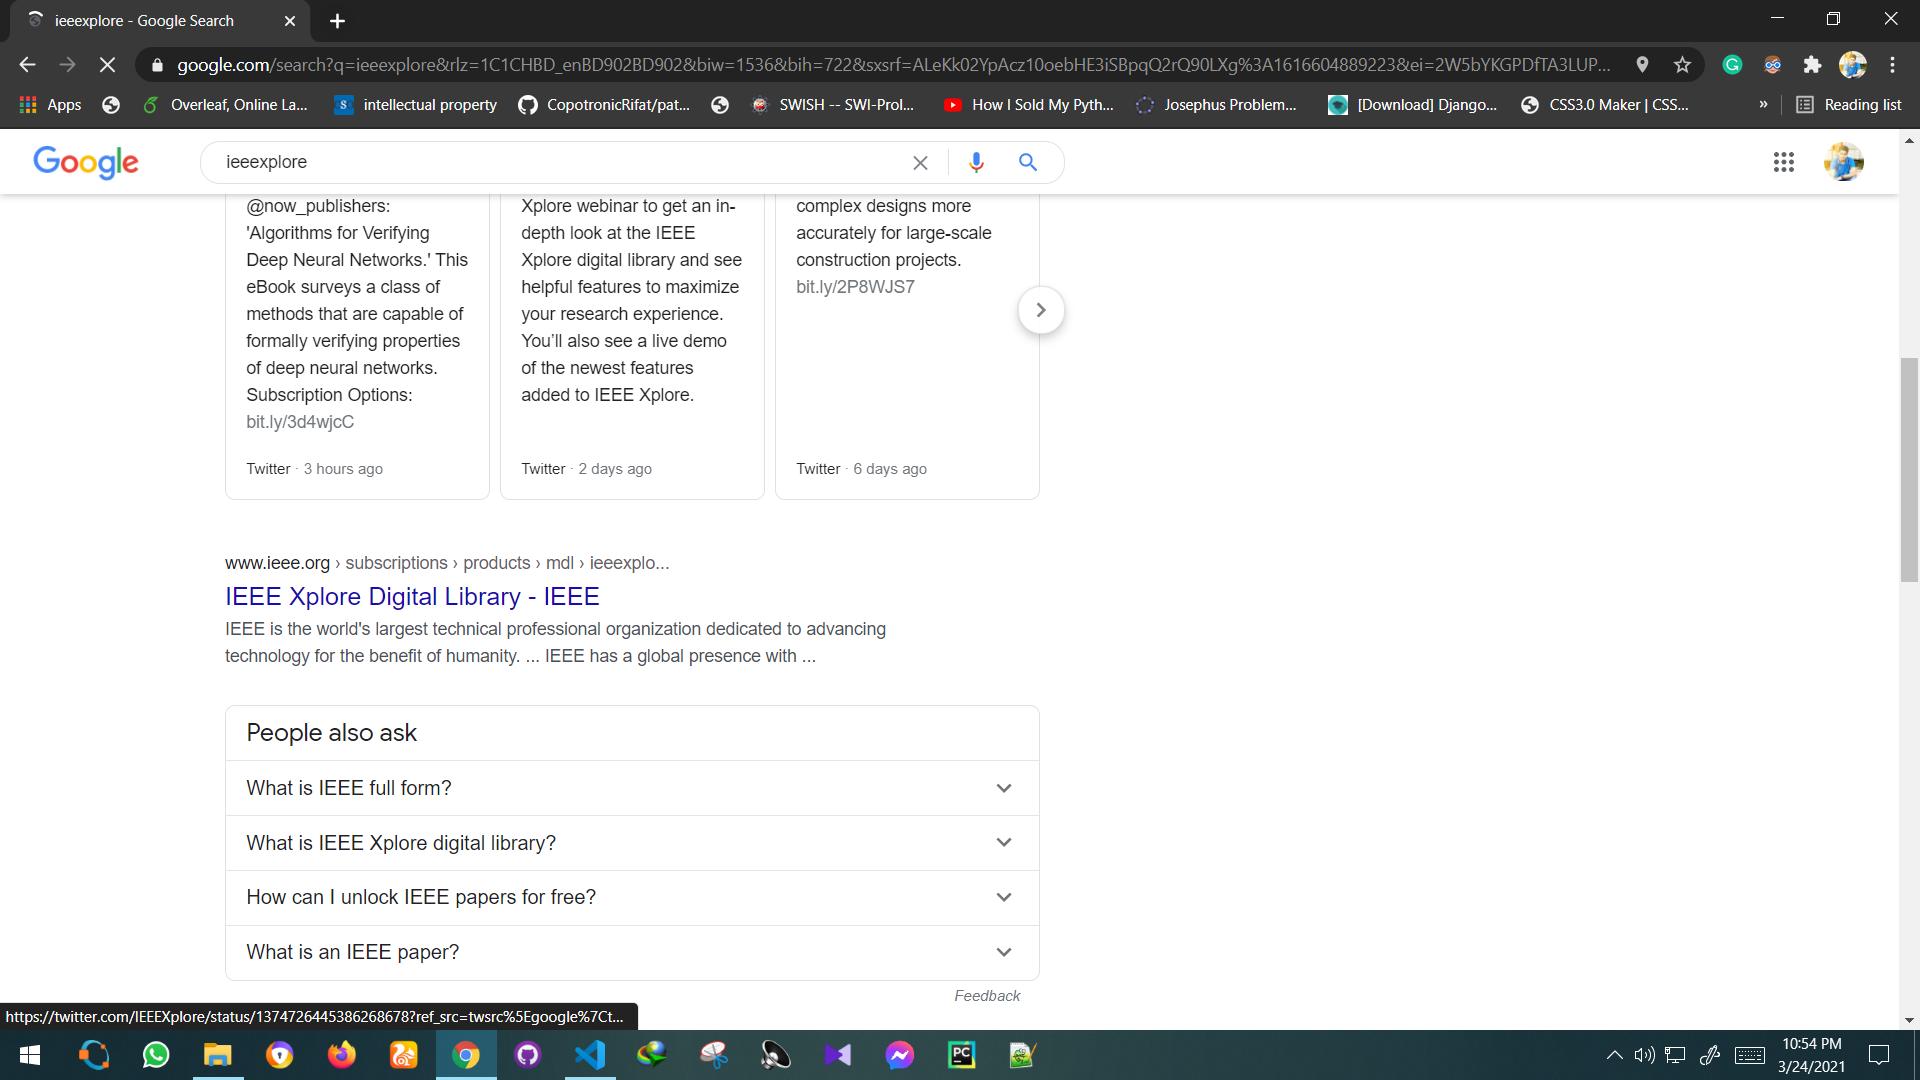 ieeexplore - Google Search
google.com/search?q=ieeexplore&rlz=1C1CHBD_enBD902BD902&biw=1536&bih=722&sxsrf=ALeKk02YpAcz10oebHE3iSBpqQ2rQ90LXg%3A1616604889223&ei=2W5bYKGPDfTA3LUP...
Apps
Overleaf, Online La...
intellectual property
CopotronicRifat/pat...
SWISH -- SWI-Prol...
How I Sold My Pyth...
Josephus Problem...
[Download] Django...
CSS3.0 Maker | CSS...
»
Reading list
Google
ieeexplore
@now_publishers:
'Algorithms for Verifying
Deep Neural Networks.' This
eBook surveys a class of
methods that are capable of
formally verifying properties
of deep neural networks.
Subscription Options:
bit.ly/3d4wjcC
Twitter · 3 hours ago
Xplore webinar to get an in-
depth look at the IEEE
Xplore digital library and see
helpful features to maximize
your research experience.
You'll also see a live demo
of the newest features
added to IEEE Xplore.
Twitter · 2 days ago
complex designs more
accurately for large-scale
construction projects.
bit.ly/2P8WJS7
Twitter · 6 days ago
www.ieee.org › subscriptions › products › mdl › ieeexplo...
IEEE Xplore Digital Library - IEEE
IEEE is the world's largest technical professional organization dedicated to advancing
technology for the benefit of humanity. ... IEEE has a global presence with ...
People also ask
What is IEEE full form?
What is IEEE Xplore digital library?
How can I unlock IEEE papers for free?
What is an IEEE paper?
Feedback
https://twitter.com/IEEEXplore/status/1374726445386268678?ref_src=twsrc%5Egoogle%7Ct...
PC
10:54 PM
3/24/2021